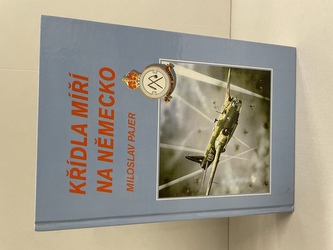 KŘÍDLA MÍŘÍ
NA NĚMECKO
MILOSLAV PAJER